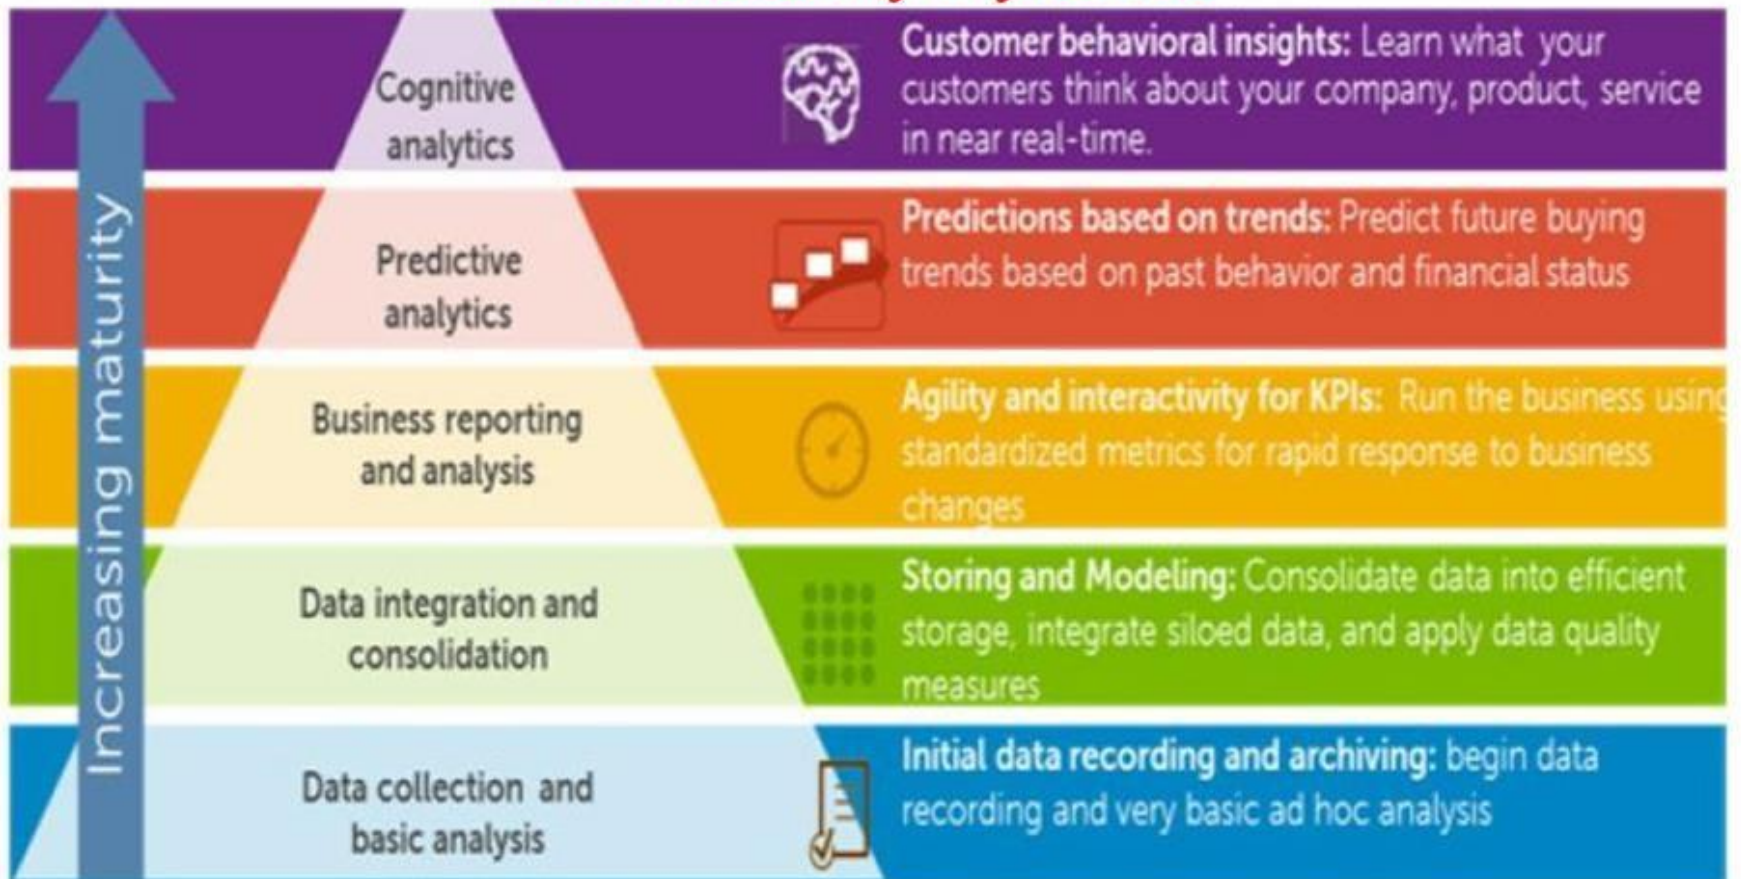 Increasing maturity
Cognitive
analytics
Customer behavioral insights: Learn what your
customers think about your company, product, service
in near real-time.
Predictive
analytics
Predictions based on trends: Predict future buying
trends based on past behavior and financial status
Business reporting
and analysis
Agility and interactivity for KPIs: Run the business using
standardized metrics for rapid response to business
changes
Data integration and
consolidation
Storing and Modeling: Consolidate data into efficient
storage, integrate siloed data, and apply data quality
measures
Data collection and
basic analysis
Initial data recording and archiving: begin data
recording and very basic ad hoc analysis